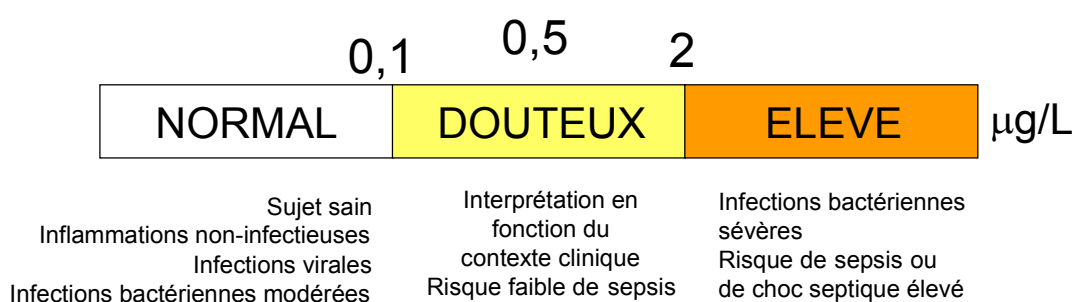 0,1 0,5 2
NORMAL DOUTEUX ELEVE µg/L
Sujet sain
Inflammations non-infectieuses
Infections virales
Infections bactériennes modérées
Interprétation en
fonction du
contexte clinique
Risque faible de sepsis
Infections bactériennes
sévères
Risque de sepsis ou
de choc septique élevé